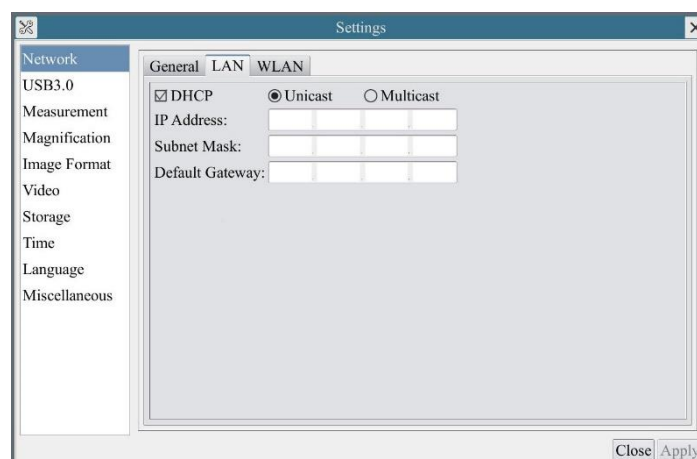 Settings
Network
USB3.0
Measurement
Magnification
Image Format
Video
Storage
Time
Language
Miscellaneous
General LAN WLAN
DHCP Unicast Multicast
IP Address:
Subnet Mask:
Default Gateway:
Close Apply